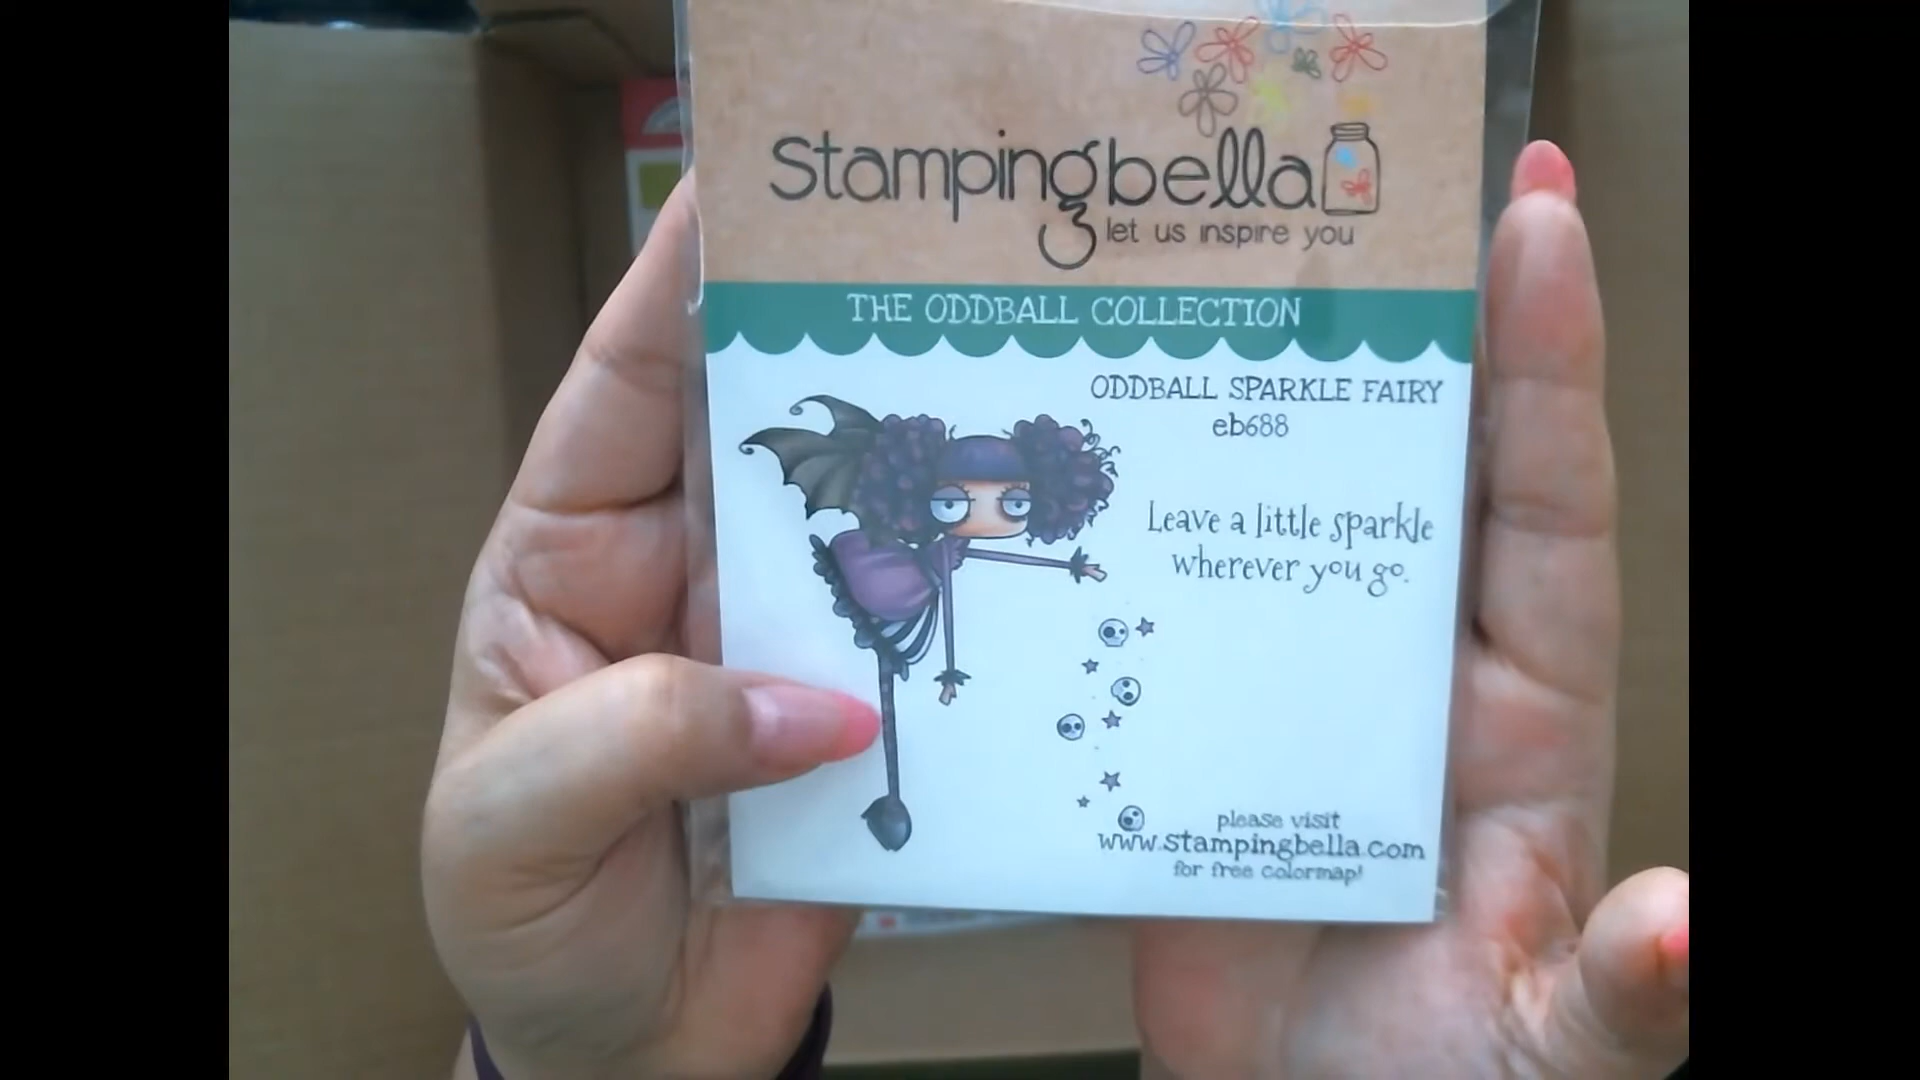 stampingbella
let us inspire you
THE ODDBALL COLLECTION
ODDBALL SPARKLE FAIRY
eb688
Leave a little sparkle
wherever you go.
please visit
www.stampingbella.com
for free colormap!